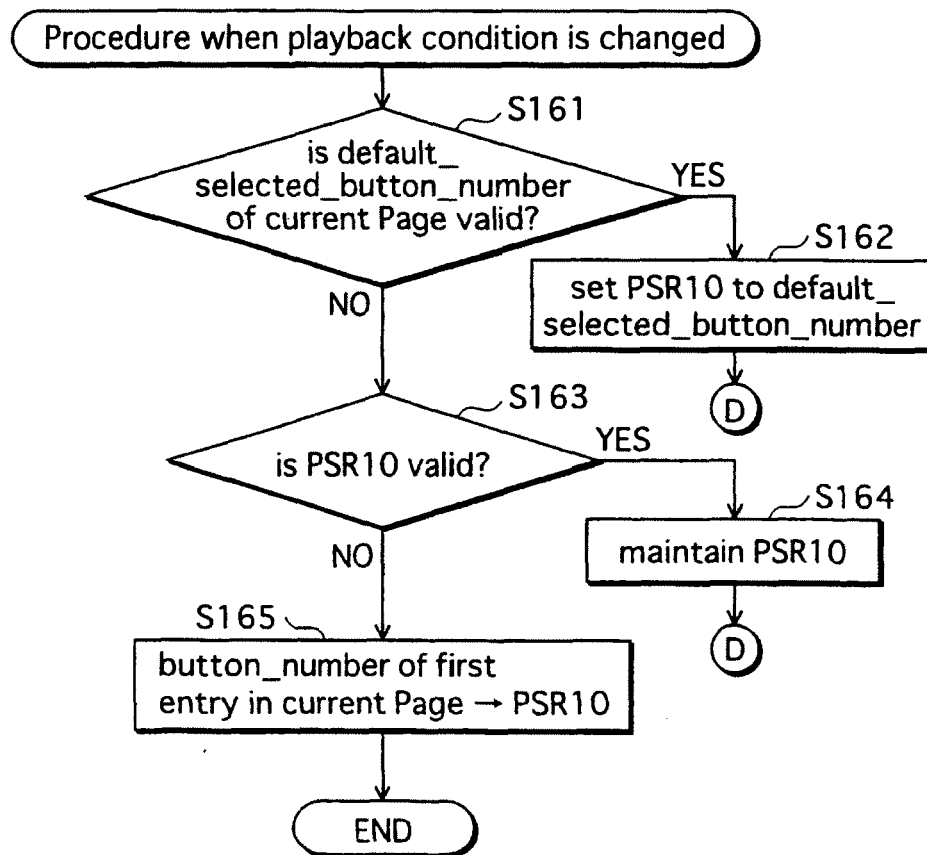 Procedure when playback condition is changed
S161
is default_
selected_button_number
of current Page valid?
YES
NO
S162
set PSR10 to default_
selected_button_number
D
S163
is PSR10 valid?
YES
NO
S164
maintain PSR10
D
S165
button_number of first
entry in current Page → PSR10
END